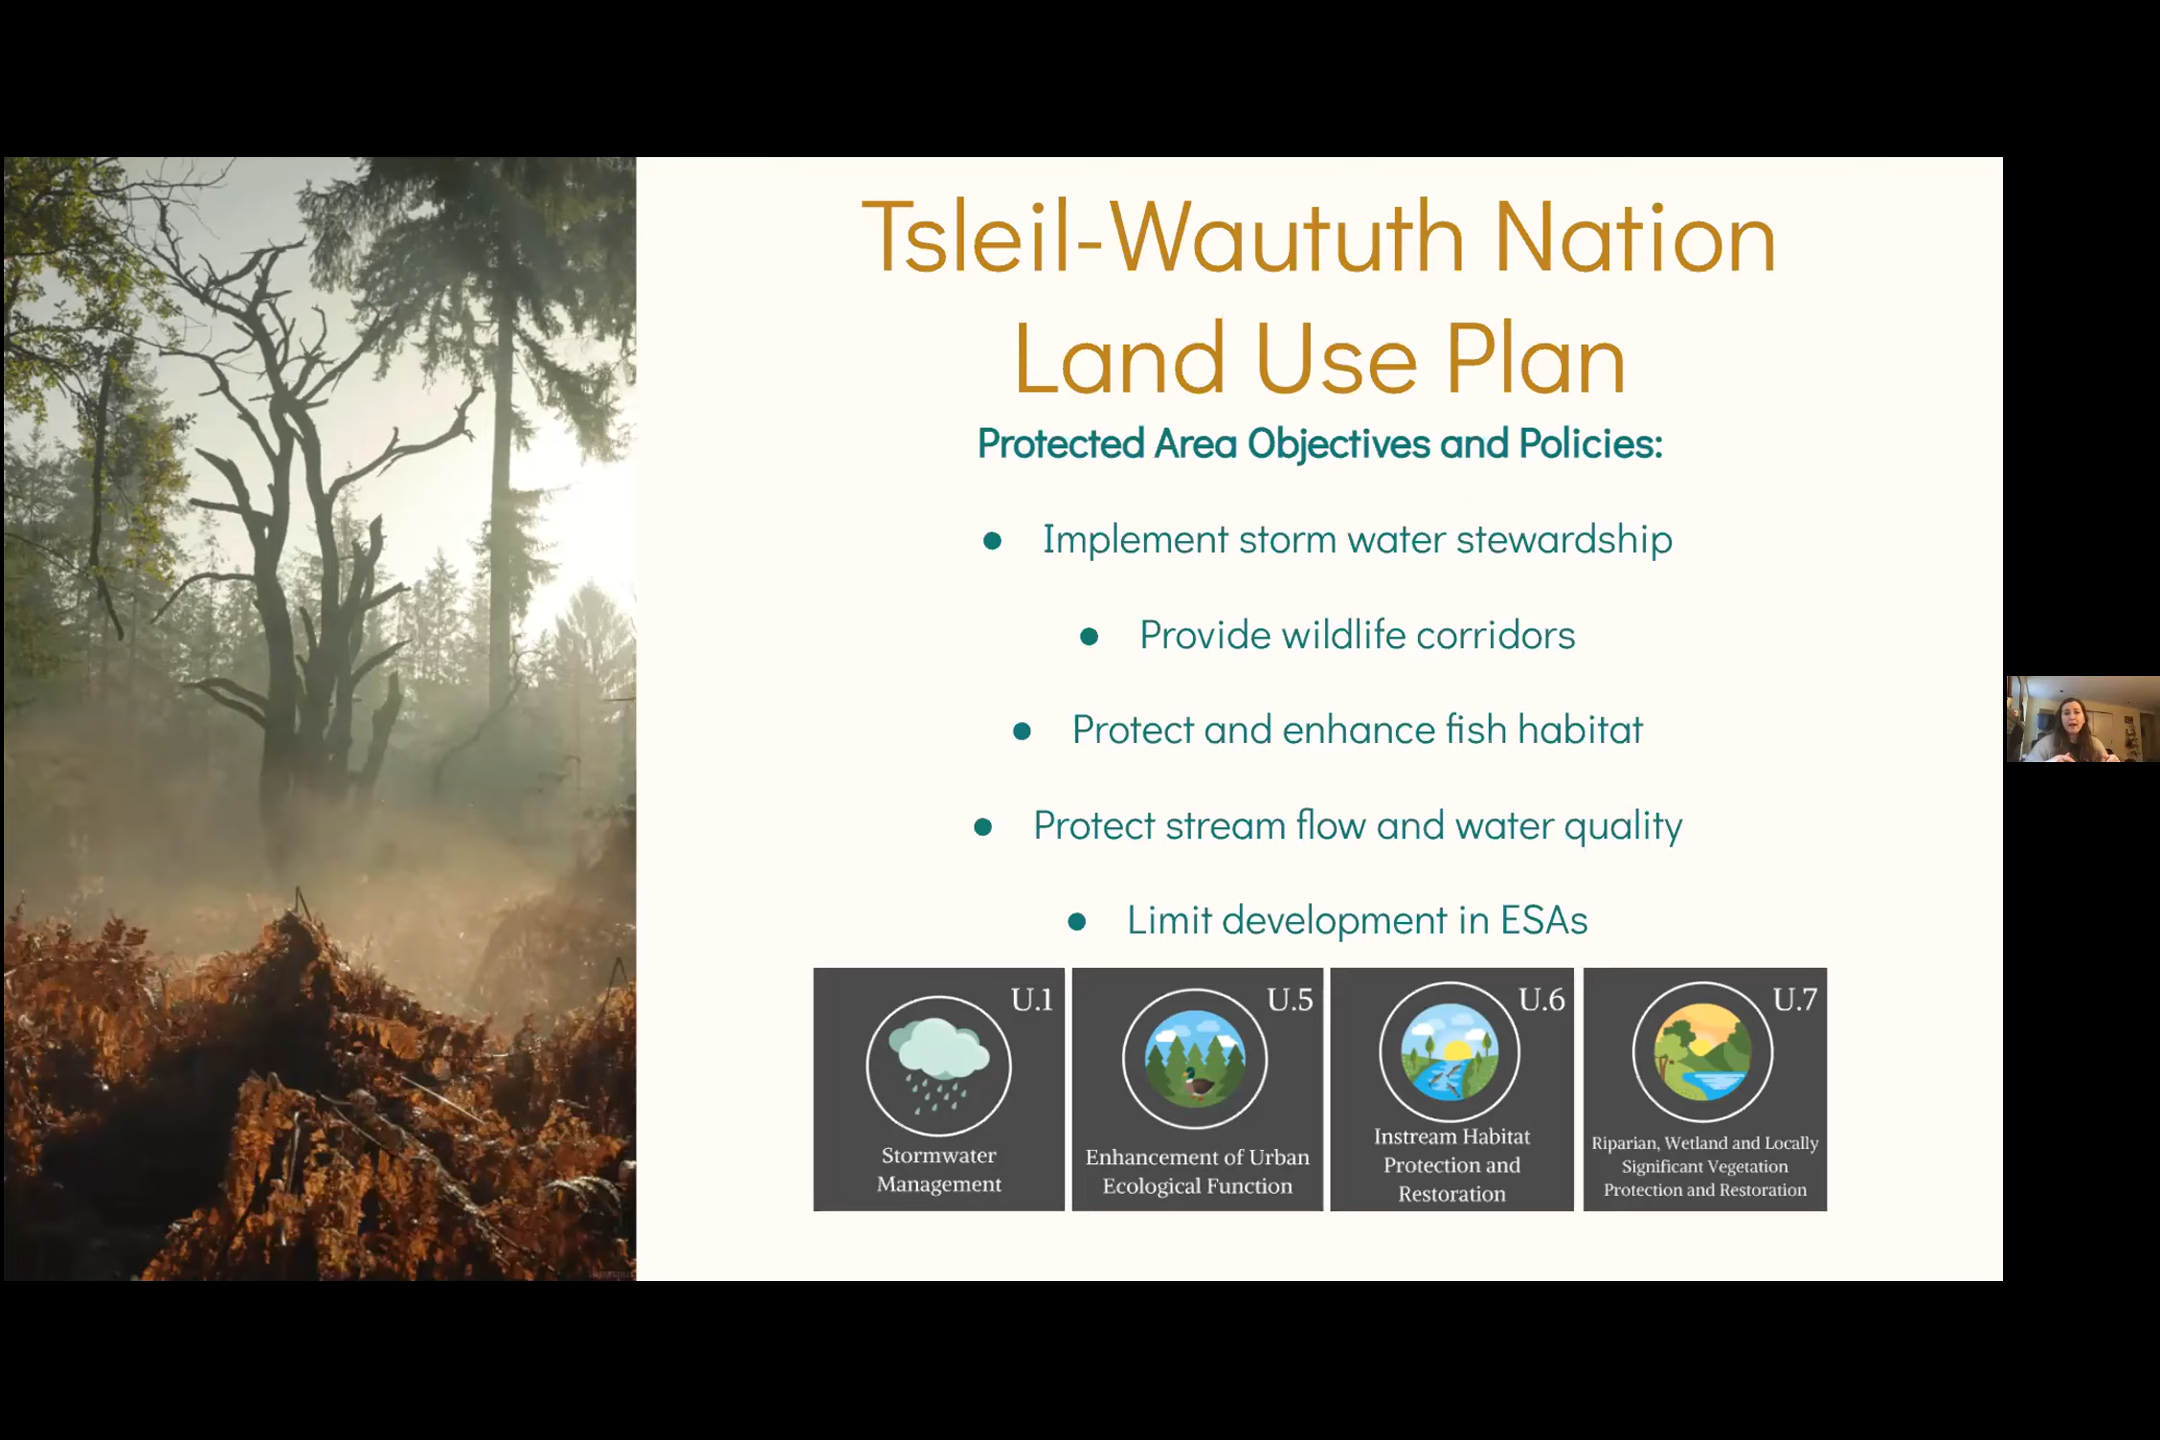 Tsleil-Waututh Nation
Land Use Plan
Protected Area Objectives and Policies:
● Implement storm water stewardship
● Provide wildlife corridors
● Protect and enhance fish habitat
● Protect stream flow and water quality
● Limit development in ESAs
U.1
Stormwater
Management
U.5
Enhancement of Urban
Ecological Function
U.6
Instream Habitat
Protection and
Restoration
U.7
Riparian, Wetland and Locally
Significant Vegetation
Protection and Restoration